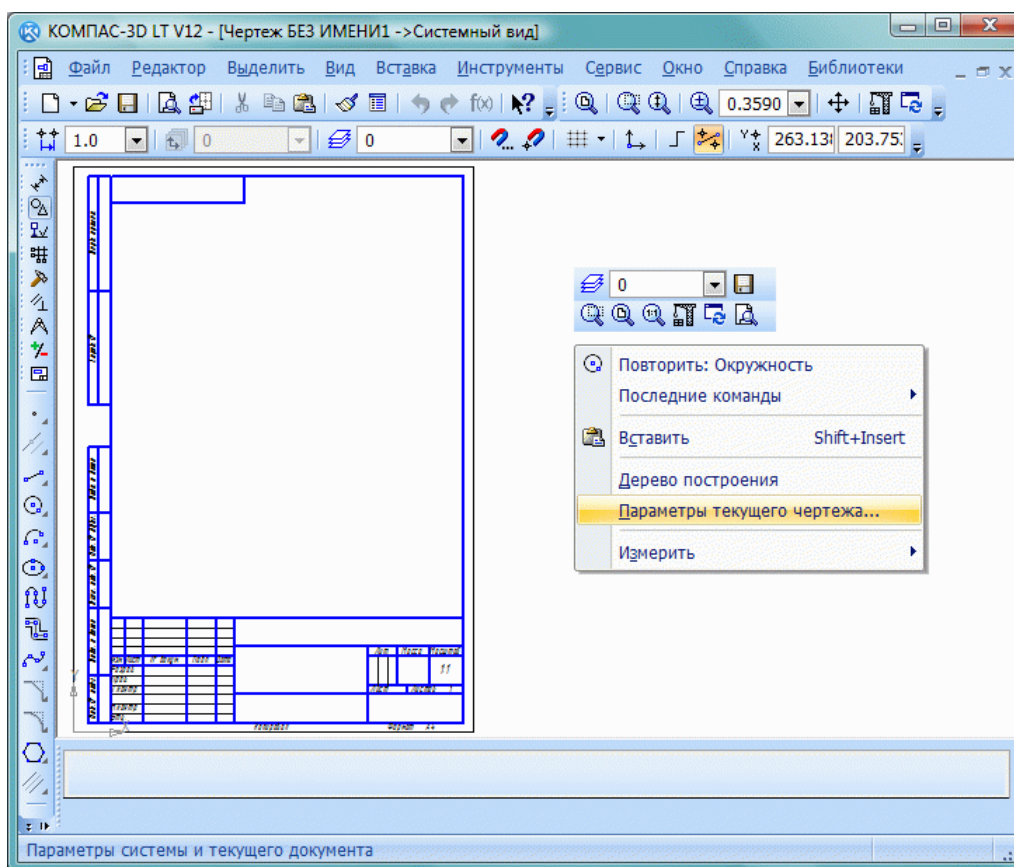 КОМПАС-3D LT V12 - [Чертеж БЕЗ ИМЕНИ1 ->Системный вид]
Файл Редактор Выделить Вид Вставка Инструменты Сервис Окно Справка Библиотеки
f(x) 0.3590
1.0 0 0 Y X 263.13 203.75
0
Повторить: Окружность
Последние команды
Вставить Shift+Insert
Дерево построения
Параметры текущего чертежа...
Измерить
Параметры системы и текущего документа